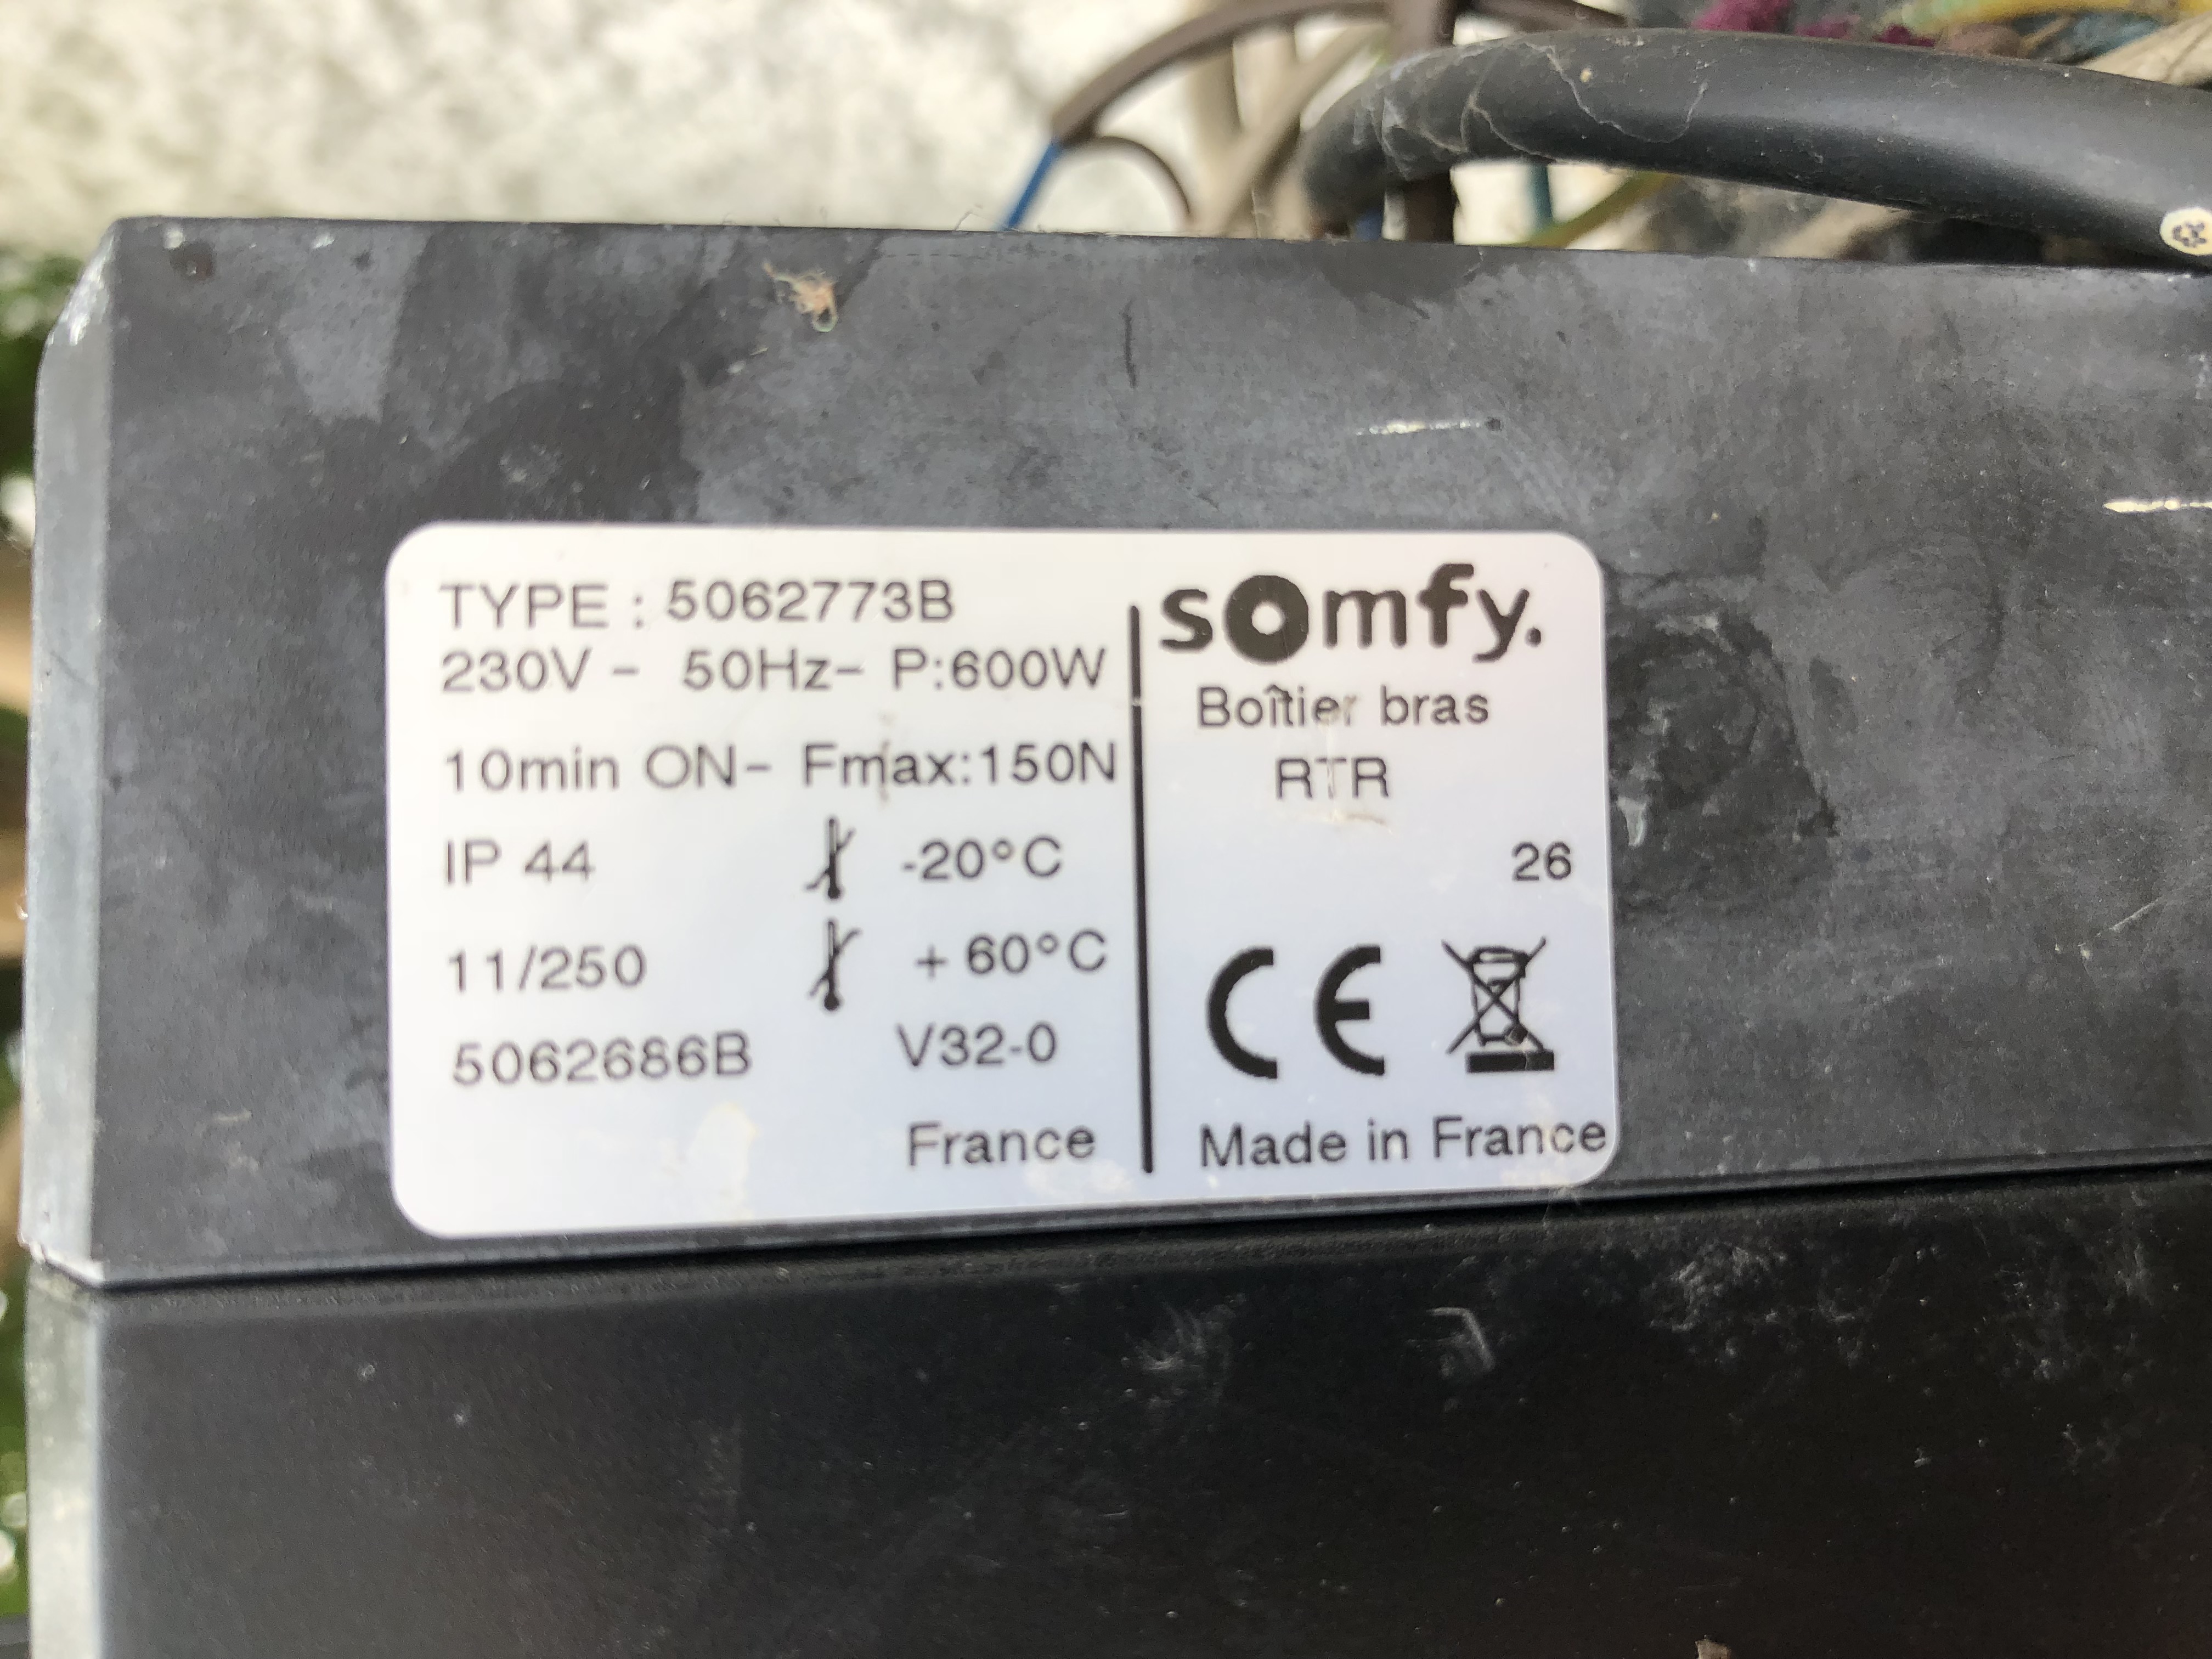 TYPE : 5062773B
230V - 50Hz- P:600W
10min ON- Fmax:150N
IP 44 -20°C
11/250 +60°C
5062686B V32-0
France
somfy.
Boîtier bras
RTR
26
CE
Made in France